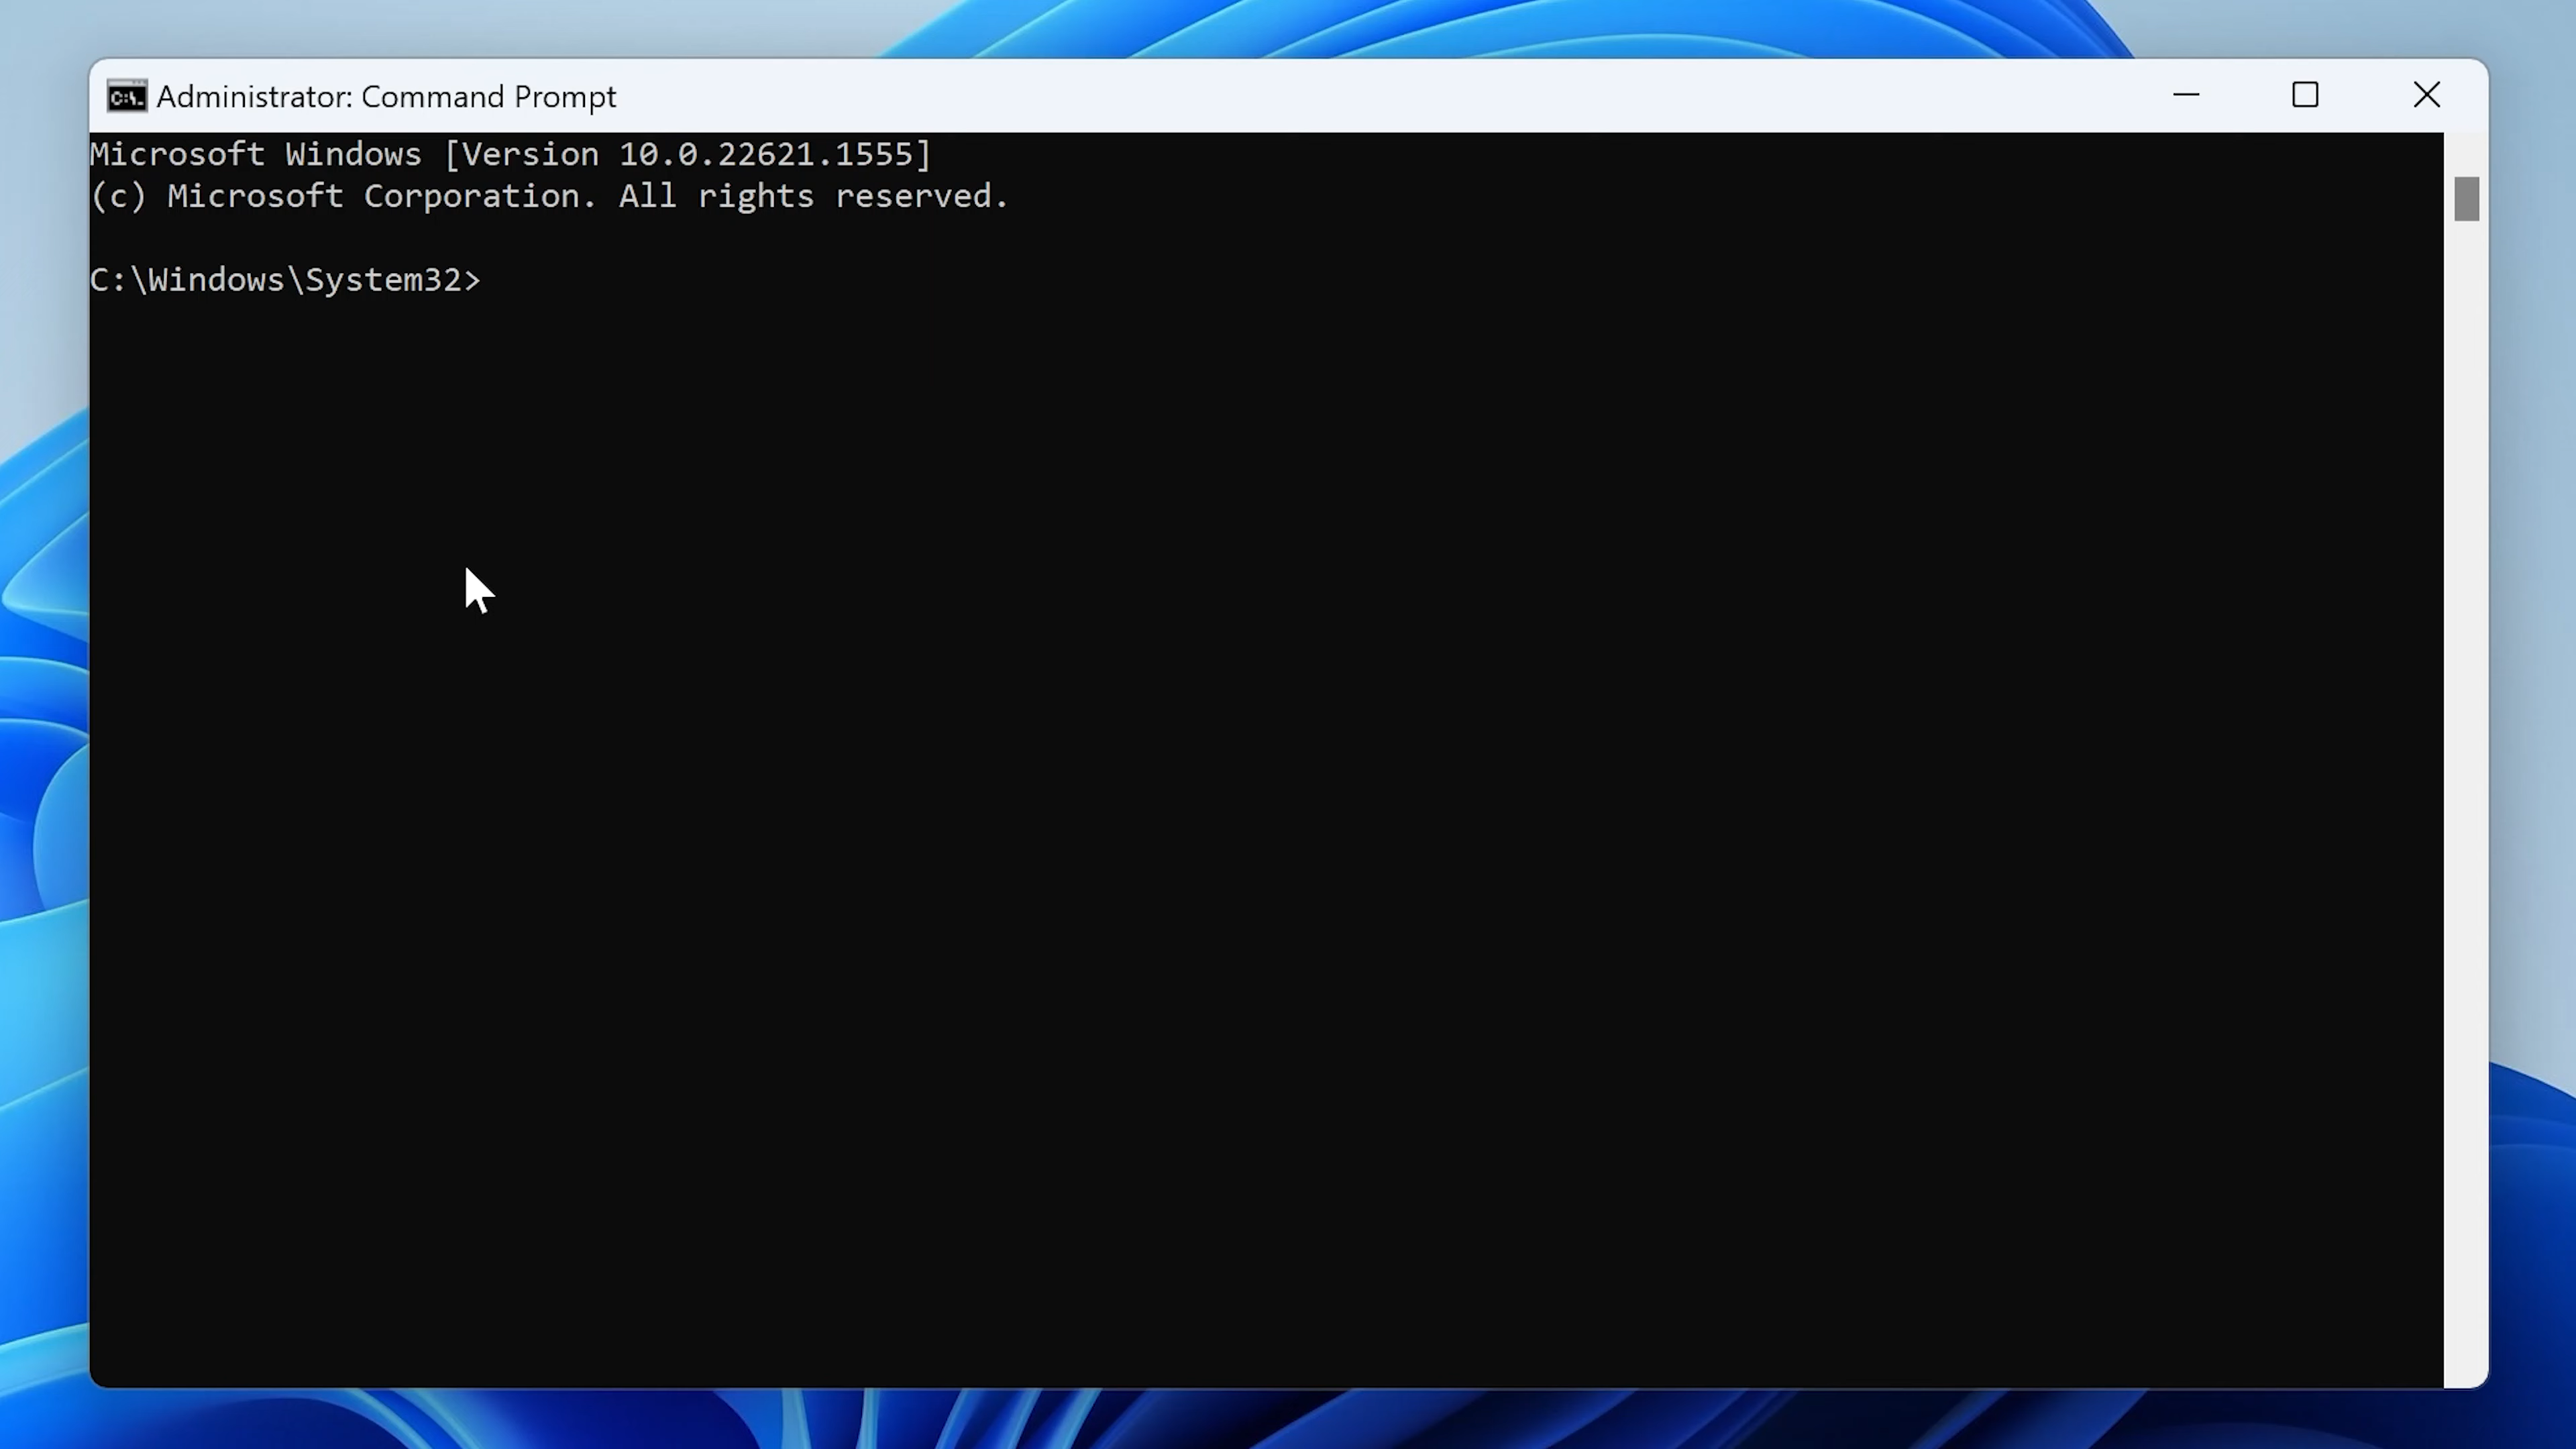 Administrator: Command Prompt
Microsoft Windows [Version 10.0.22621.1555]
(c) Microsoft Corporation. All rights reserved.
C:\Windows\System32>